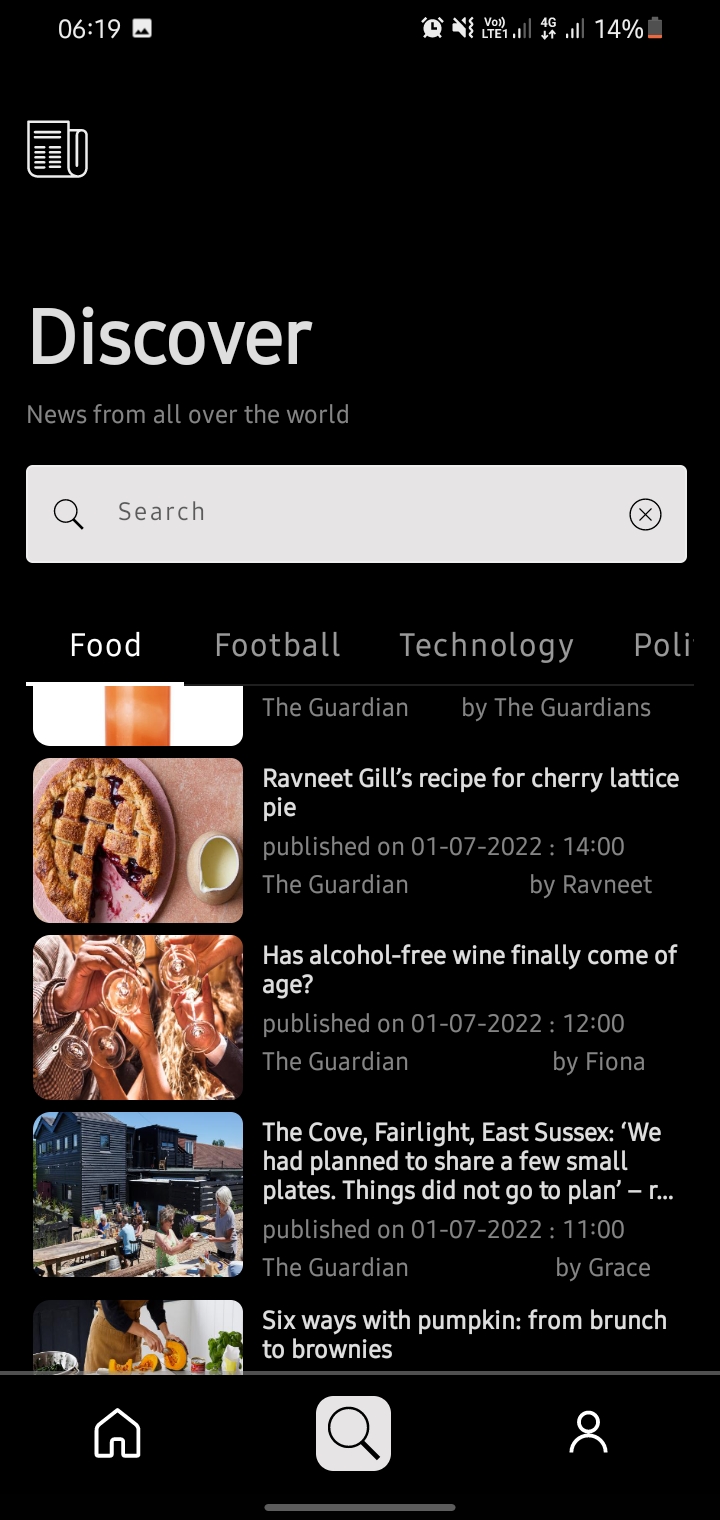 06:19
Vo))
LTE1
4G
14%
Discover
News from all over the world
Search
Food Football Technology Poli
The Guardian by The Guardians
Ravneet Gill’s recipe for cherry lattice
pie
published on 01-07-2022 : 14:00
The Guardian by Ravneet
Has alcohol-free wine finally come of
age?
published on 01-07-2022 : 12:00
The Guardian by Fiona
The Cove, Fairlight, East Sussex: ‘We
had planned to share a few small
plates. Things did not go to plan’ – r...
published on 01-07-2022 : 11:00
The Guardian by Grace
Six ways with pumpkin: from brunch
to brownies